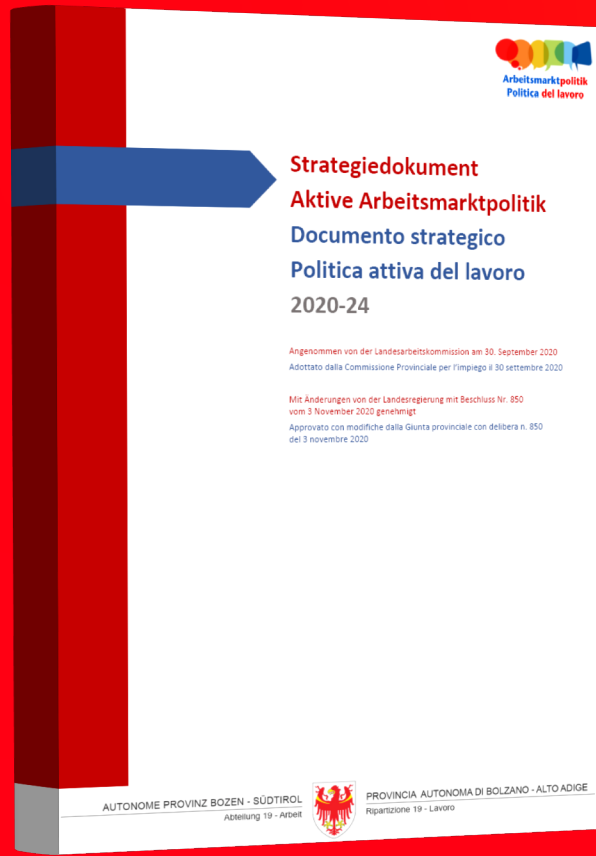 Arbeitsmarktpolitik
Politica del lavoro
Strategiedokument
Aktive Arbeitsmarktpolitik
Documento strategico
Politica attiva del lavoro
2020-24
Angenommen von der Landesarbeitskommission am 30. September 2020
Adottato dalla Commissione Provinciale per l'impiego il 30 settembre 2020
Mit Änderungen von der Landesregierung mit Beschluss Nr. 850
vom 3 November 2020 genehmigt
Approvato con modifiche dalla Giunta provinciale con delibera n. 850
del 3 novembre 2020
AUTONOME PROVINZ BOZEN - SÜDTIROL
Abteilung 19 - Arbeit
PROVINCIA AUTONOMA DI BOLZANO - ALTO ADIGE
Ripartizione 19 - Lavoro